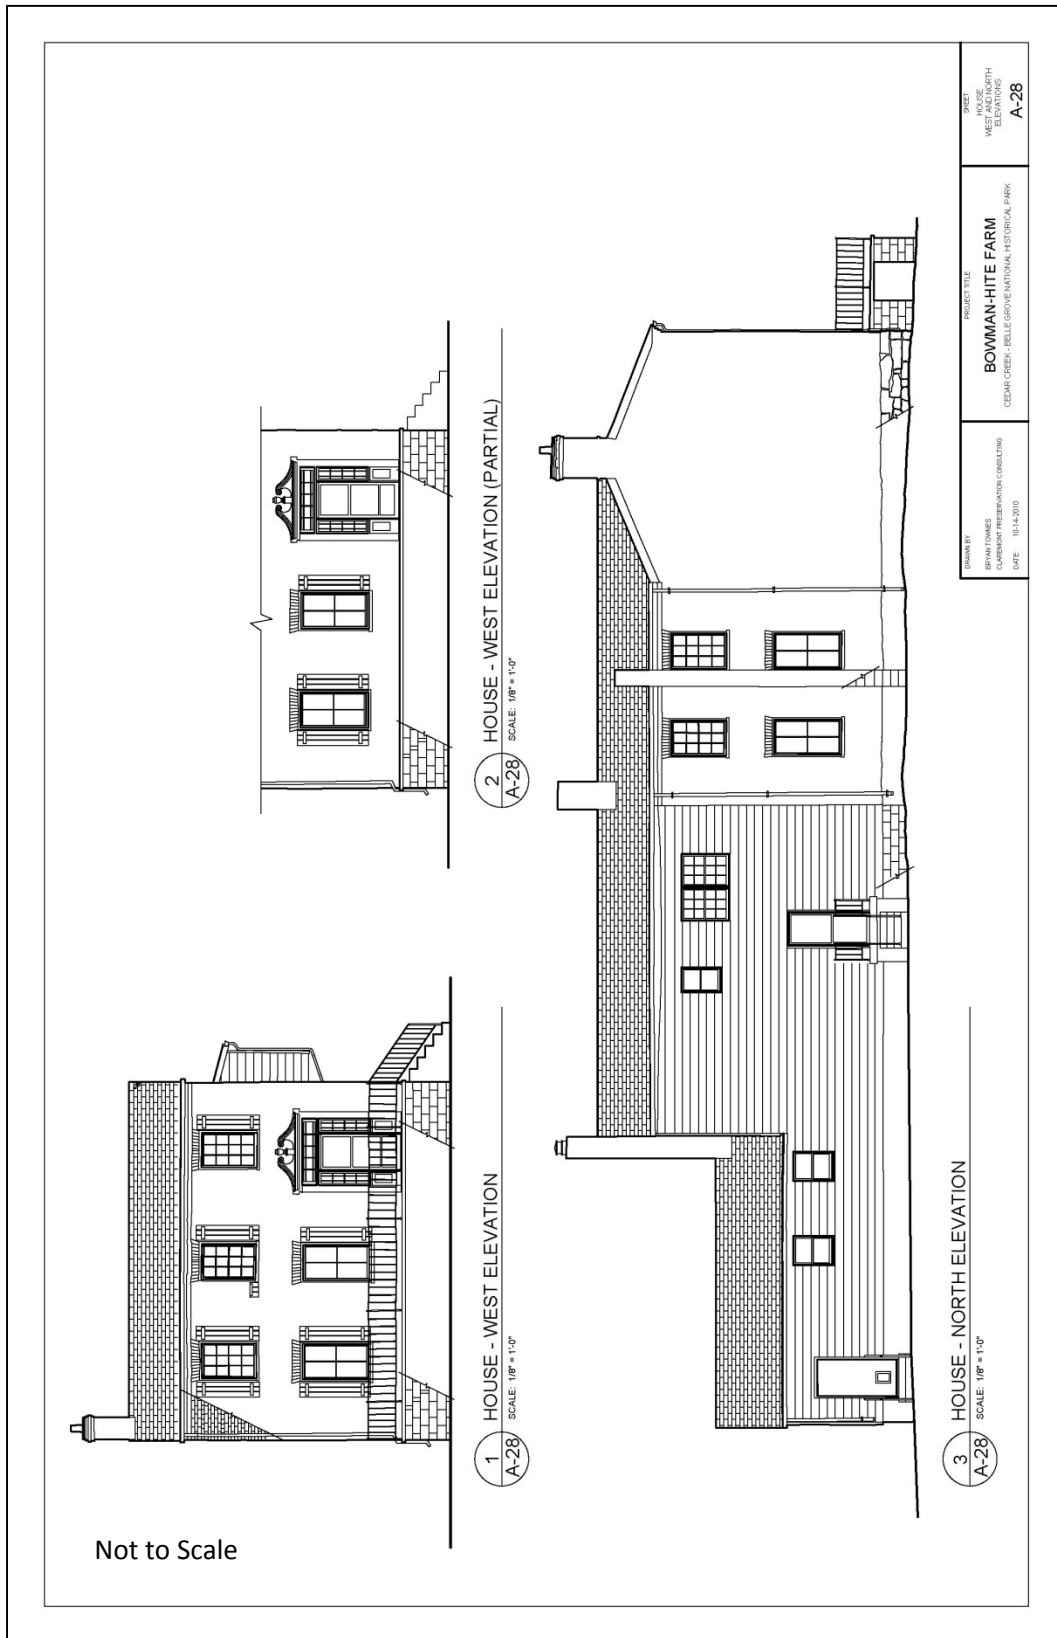 1
A-28
HOUSE - WEST ELEVATION
SCALE: 1/8" = 1'-0"
2
A-28
HOUSE - WEST ELEVATION (PARTIAL)
SCALE: 1/8" = 1'-0"
3
A-28
HOUSE - NORTH ELEVATION
SCALE: 1/8" = 1'-0"
DRAWN BY
BRYAN TOWNES
CLAREMONT PRESERVATION CONSULTING
DATE: 10-14-2010
PROJECT TITLE
BOWMAN-HITE FARM
CEDAR CREEK - BELLE GROVE NATIONAL HISTORICAL PARK
SHEET
HOUSE
WEST AND NORTH
ELEVATIONS
A-28
Not to Scale